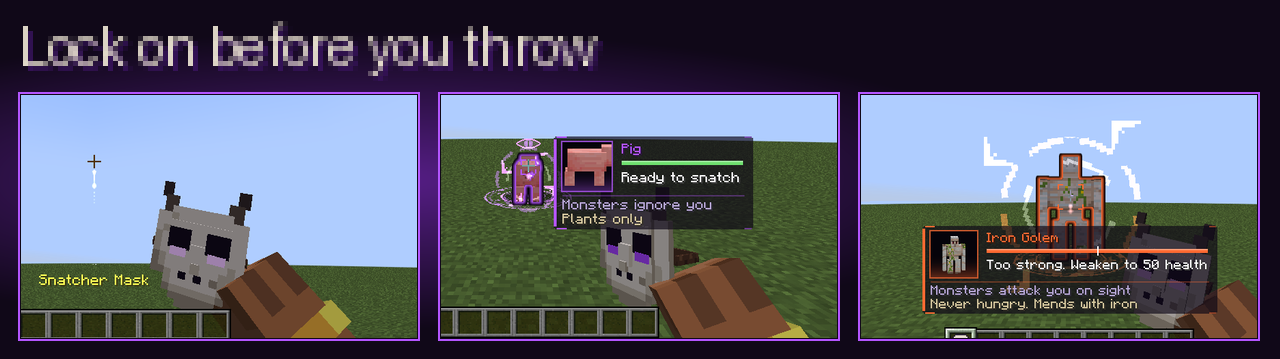 Lock on before you throw
Snatcher Mask
Pig
Ready to snatch
Monsters ignore you
Plants only
Iron Golem
Too strong. Weaken to 50 health
Monsters attack you on sight
Never hungry. Mends with iron